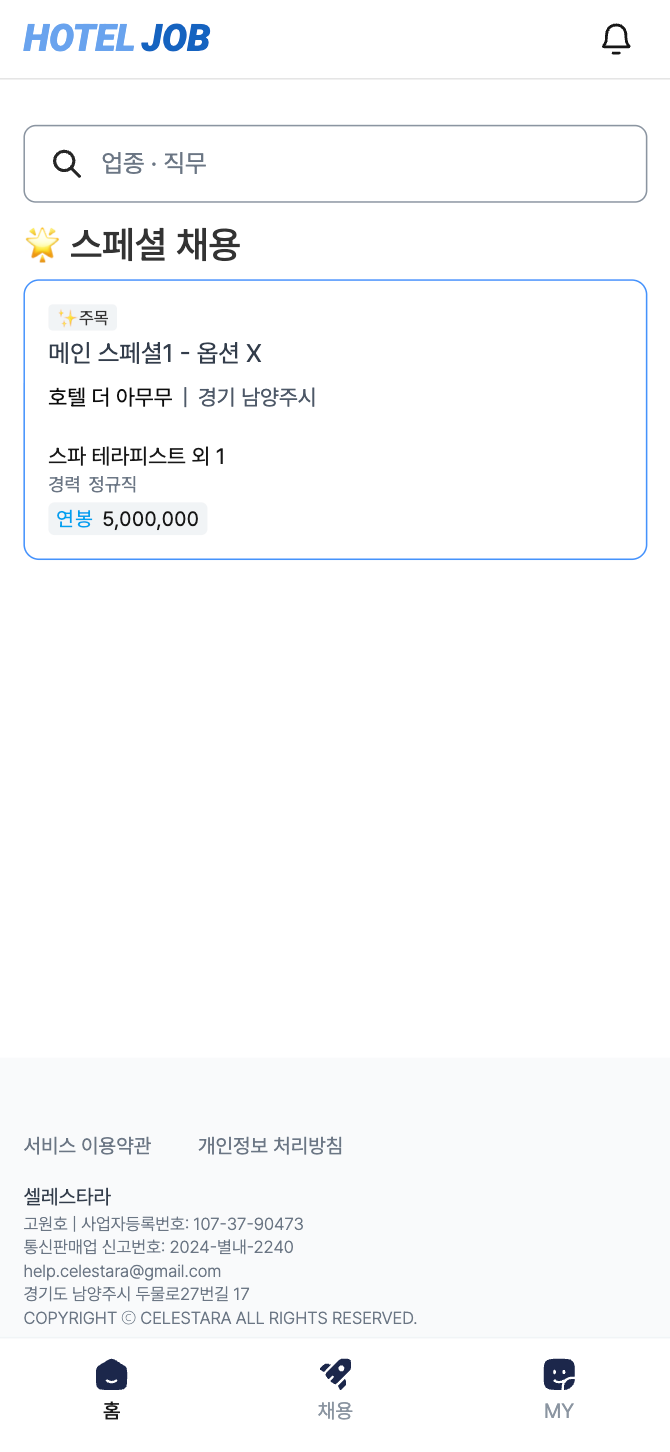 HOTEL JOB
업종 · 직무
🌟 스페셜 채용
✨주목
메인 스페셜1 - 옵션 X
호텔 더 아무무 | 경기 남양주시
스파 테라피스트 외 1
경력 정규직
연봉 5,000,000
서비스 이용약관 개인정보 처리방침
셀레스타라
고원호 | 사업자등록번호: 107-37-90473
통신판매업 신고번호: 2024-별내-2240
help.celestara@gmail.com
경기도 남양주시 두물로27번길 17
COPYRIGHT ⓒ CELESTARA ALL RIGHTS RESERVED.
홈 채용 MY